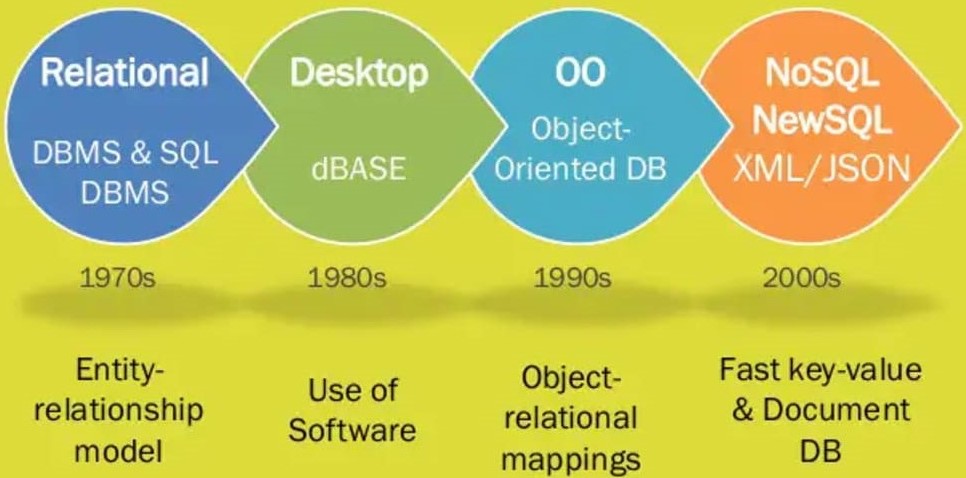 Relational
DBMS & SQL
DBMS
Desktop
dBASE
OO
Object-
Oriented DB
NoSQL
NewSQL
XML/JSON
1970s
1980s
1990s
2000s
Entity-
relationship
model
Use of
Software
Object-
relational
mappings
Fast key-value
& Document
DB